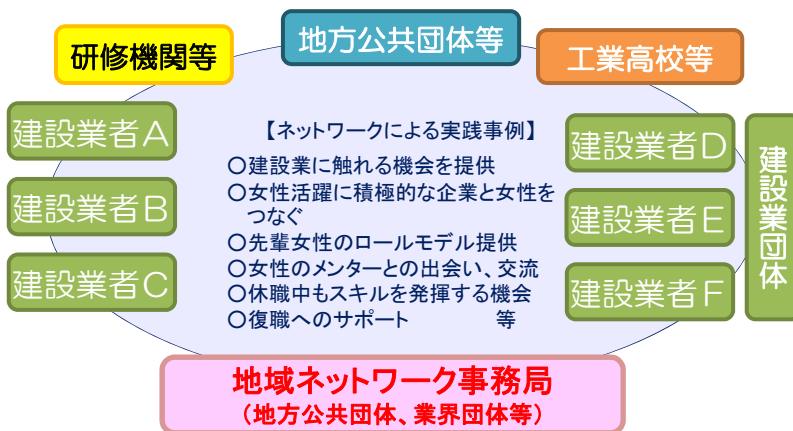 地方公共団体等
研修機関等
工業高校等
建設業者A
建設業者B
建設業者C
【ネットワークによる実践事例】
〇建設業に触れる機会を提供
〇女性活躍に積極的な企業と女性を
つなぐ
〇先輩女性のロールモデル提供
〇女性のメンターとの出会い、交流
〇休職中もスキルを発揮する機会
〇復職へのサポート 等
建設業者D
建設業者E
建設業者F
建設業団体
地域ネットワーク事務局
（地方公共団体、業界団体等）